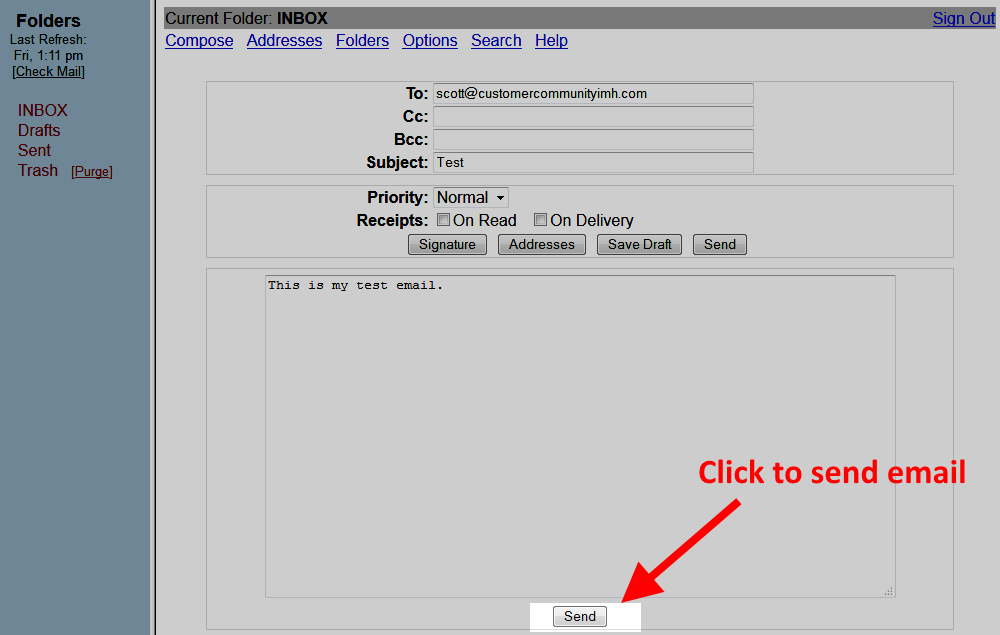 Folders
Last Refresh:
Fri, 1:11 pm
[Check Mail]
INBOX
Drafts
Sent
Trash [Purge]
Current Folder: INBOX Sign Out
Compose Addresses Folders Options Search Help
To: scott@customercommunityimh.com
Cc:
Bcc:
Subject: Test
Priority: Normal
Receipts: On Read On Delivery
Signature Addresses Save Draft Send
This is my test email.
Click to send email
Send